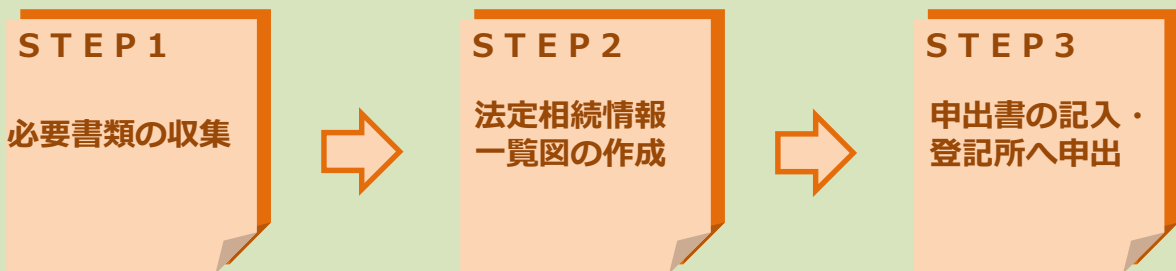 STEP1
必要書類の収集
STEP2
法定相続情報
一覧図の作成
STEP3
申出書の記入・
登記所へ申出